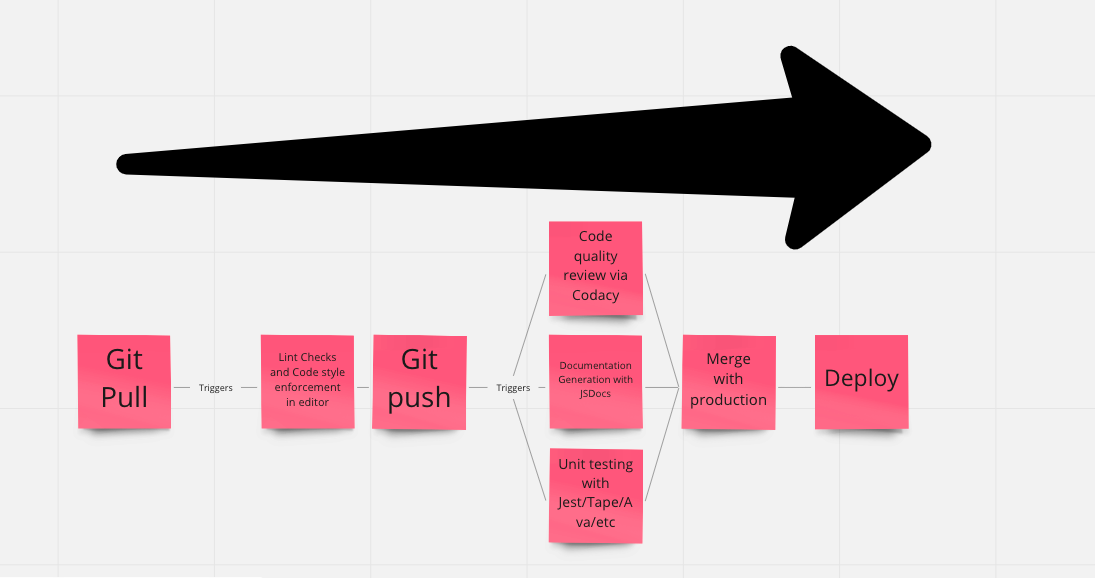 Git
Pull
Triggers
Lint Checks
and Code style
enforcement
in editor
Git
push
Triggers
Code
quality
review via
Codacy
Documentation
Generation with
JSDocs
Unit testing
with
Jest/Tape/A
va/etc
Merge
with
production
Deploy